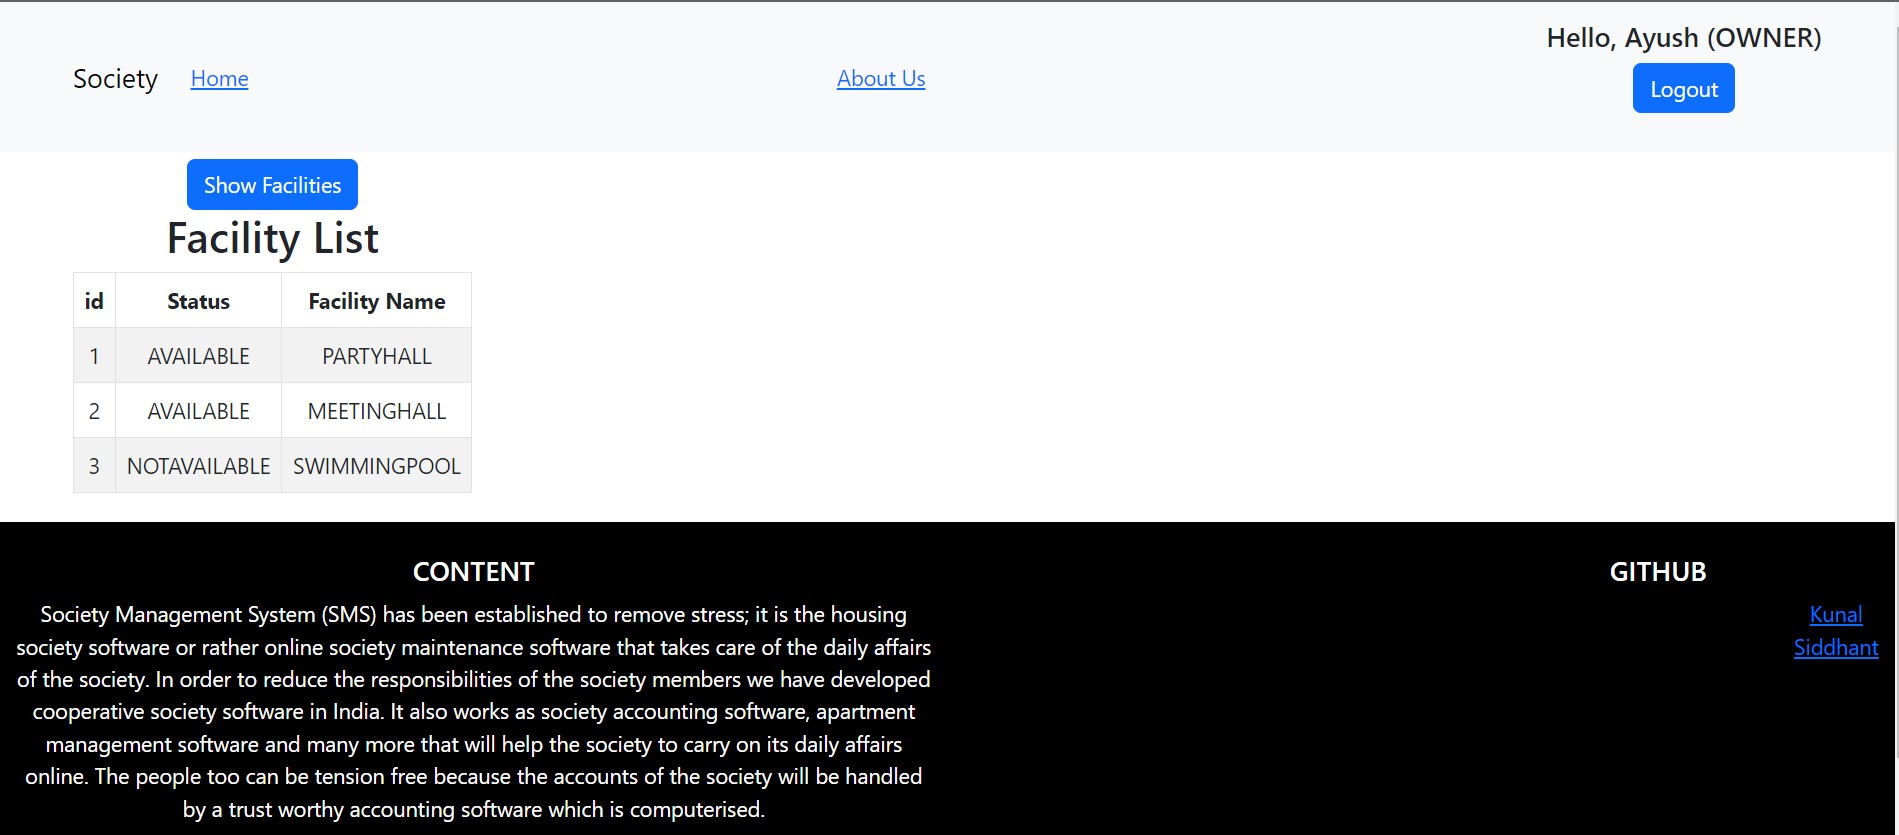 Hello, Ayush (OWNER)
Society Home About Us
Logout
Show Facilities
Facility List
id Status Facility Name
1 AVAILABLE PARTYHALL
2 AVAILABLE MEETINGHALL
3 NOTAVAILABLE SWIMMINGPOOL
CONTENT
Society Management System (SMS) has been established to remove stress; it is the housing
society software or rather online society maintenance software that takes care of the daily affairs
of the society. In order to reduce the responsibilities of the society members we have developed
cooperative society software in India. It also works as society accounting software, apartment
management software and many more that will help the society to carry on its daily affairs
online. The people too can be tension free because the accounts of the society will be handled
by a trust worthy accounting software which is computerised.
GITHUB
Kunal
Siddhant